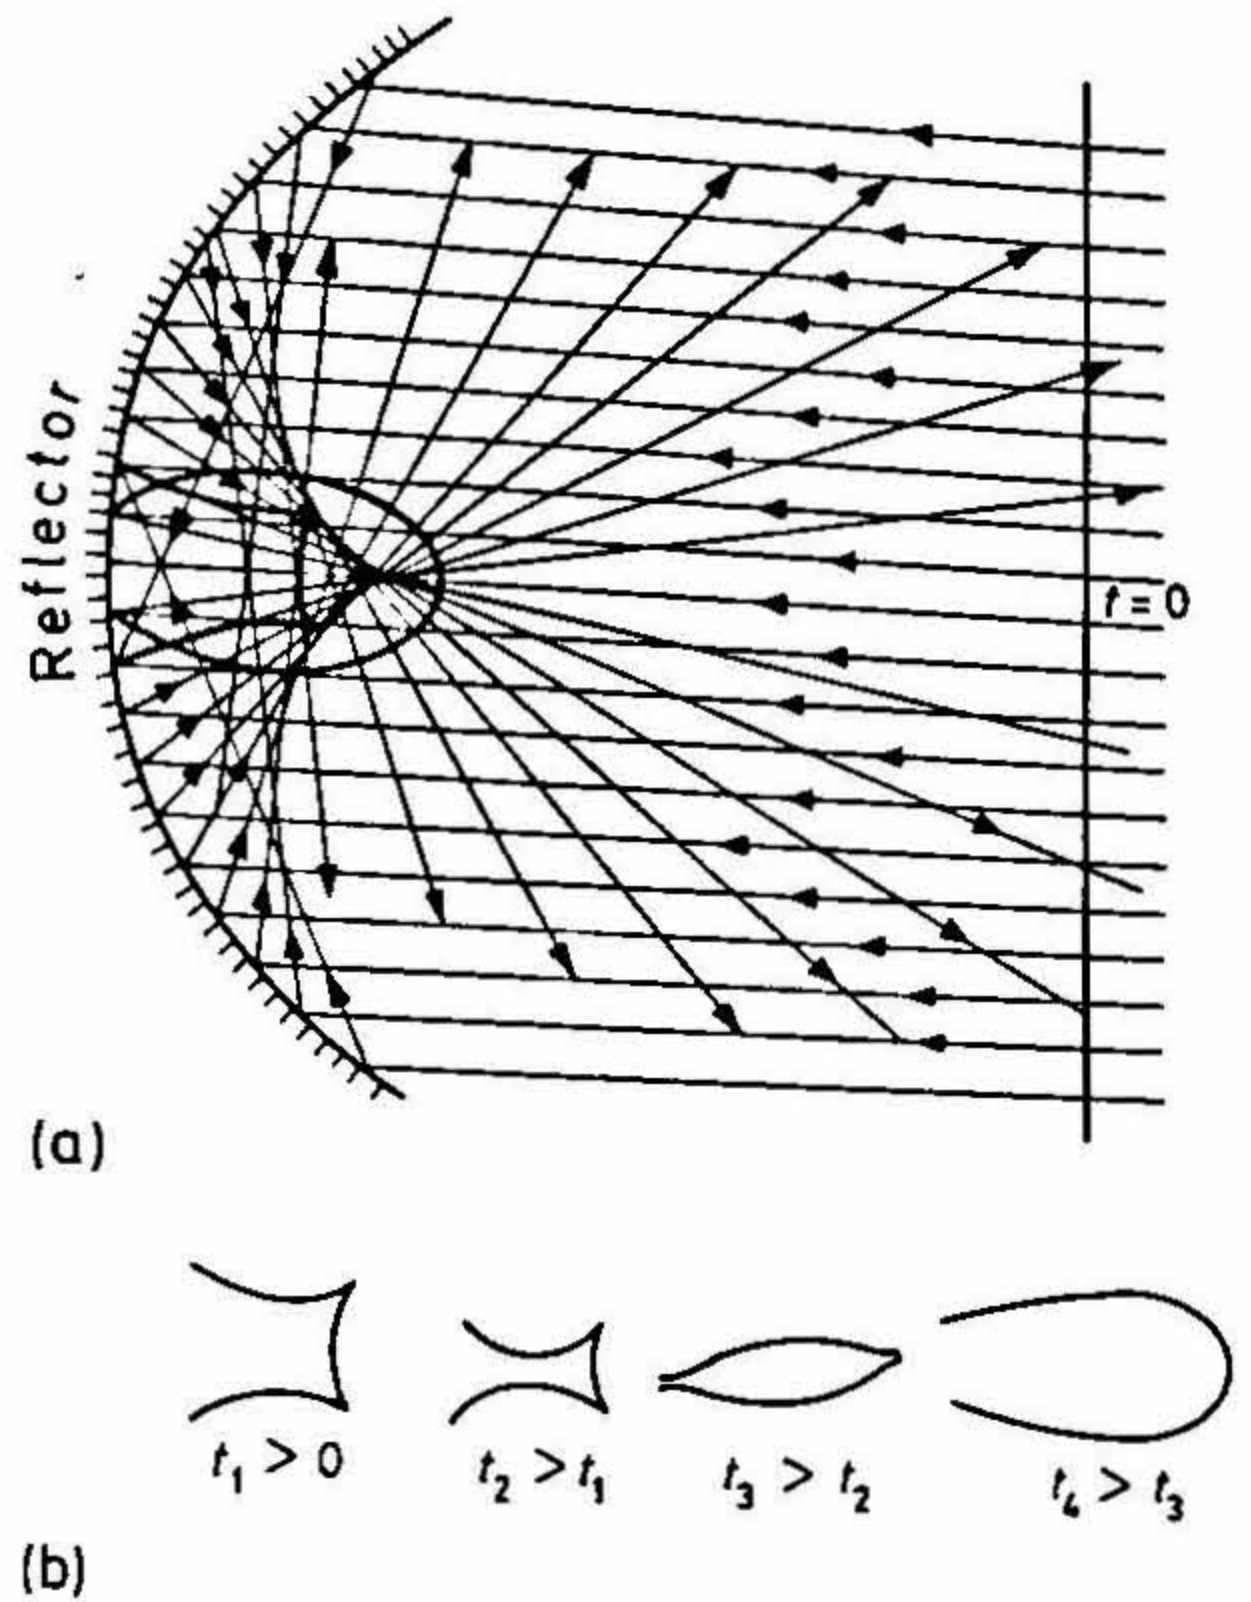 Reflector
t = 0
(a)
t₁ > 0
t₂ > t₁
t₃ > t₂
t₄ > t₃
(b)